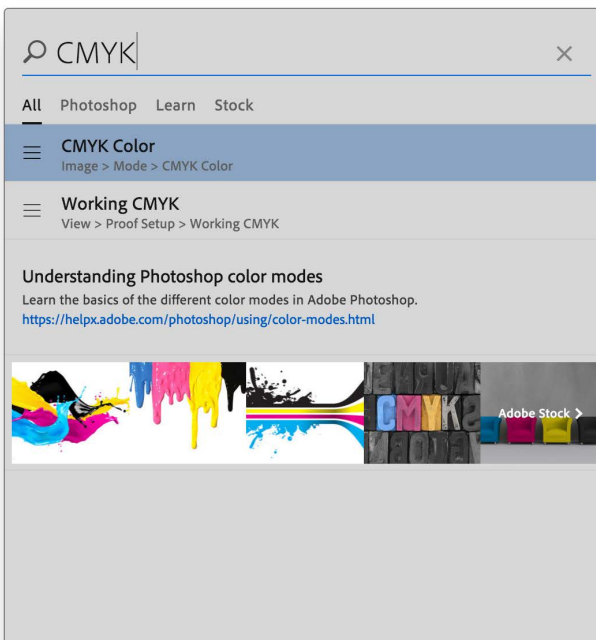 CMYK
All Photoshop Learn Stock
CMYK Color
Image > Mode > CMYK Color
Working CMYK
View > Proof Setup > Working CMYK
Understanding Photoshop color modes
Learn the basics of the different color modes in Adobe Photoshop.
https://helpx.adobe.com/photoshop/using/color-modes.html
CMYK
Adobe Stock >